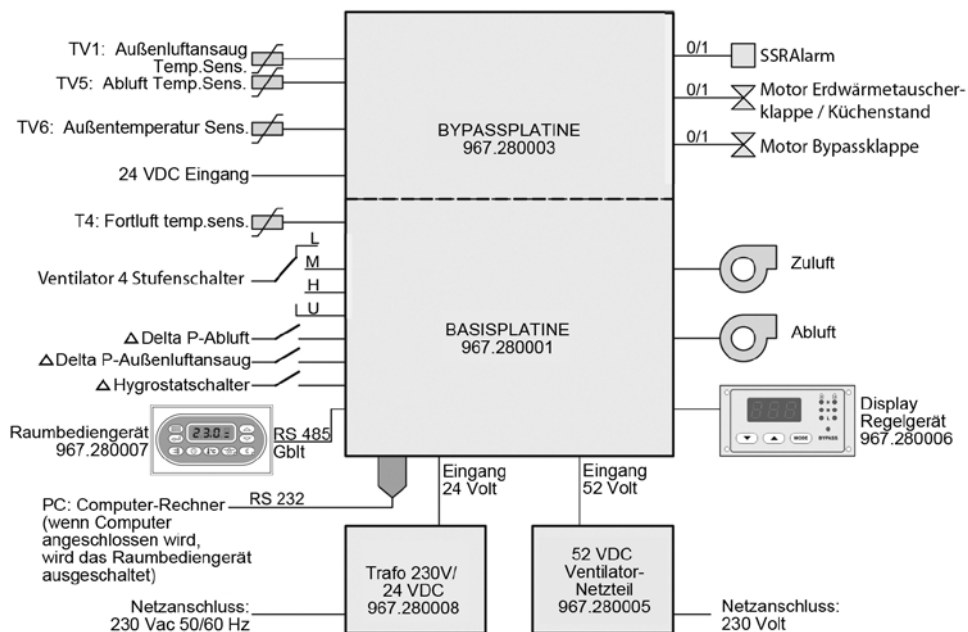 TV1: Außenluftansaug
Temp.Sens.
TV5: Abluft Temp.Sens.
TV6: Außentemperatur Sens.
24 VDC Eingang
T4: Fortluft temp.sens.
Ventilator 4 Stufenschalter
L
M
H
U
Δ Delta P-Abluft
Δ Delta P-Außenluftansaug
Δ Hygrostatschalter
Raumbediengerät
967.280007
23.0
RS 485
Gblt
PC: Computer-Rechner
(wenn Computer
angeschlossen wird,
wird das Raumbediengerät
ausgeschaltet)
RS 232
BYPASSPLATINE
967.280003
BASISPLATINE
967.280001
0/1
SSRAlarm
0/1
Motor Erdwärmetauscher-
klappe / Küchenstand
0/1
Motor Bypassklappe
Zuluft
Abluft
888
MODE
BYPASS
Display
Regelgerät
967.280006
Eingang
24 Volt
Eingang
52 Volt
Trafo 230V/
24 VDC
967.280008
52 VDC
Ventilator-
Netzteil
967.280005
Netzanschluss:
230 Vac 50/60 Hz
Netzanschluss:
230 Volt